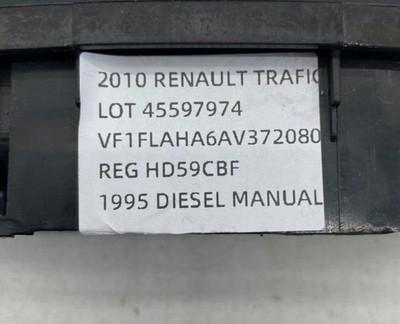 2010 RENAULT TRAFIC
LOT 45597974
VF1FLAHA6AV372080
REG HD59CBF
1995 DIESEL MANUAL